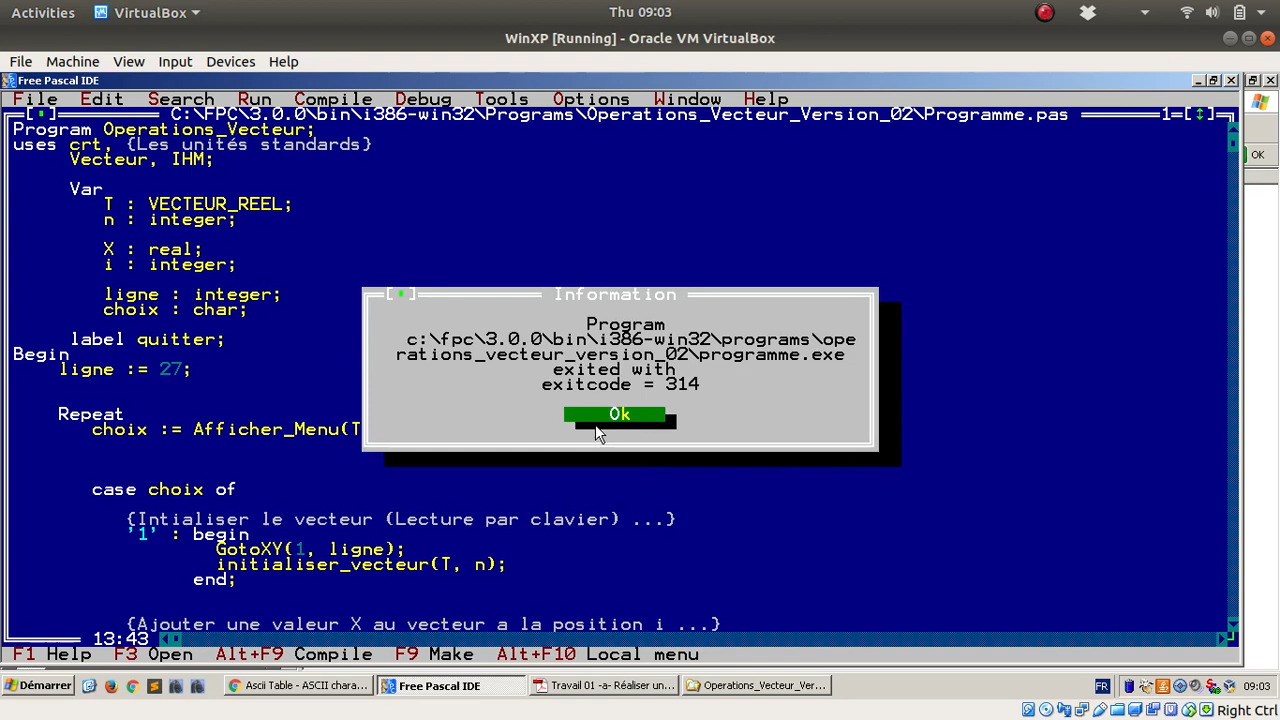 Activities VirtualBox Thu 09:03
WinXP [Running] - Oracle VM VirtualBox
File Machine View Input Devices Help
Free Pascal IDE
File Edit Search Run Compile Debug Tools Options Window Help
C:\FPC\3.0.0\bin\i386-win32\Programs\Operations_Vecteur_Version_02\Programme.pas 1=[↕]
Program Operations_Vecteur;
uses crt, {Les unités standards}
Vecteur, IHM;
OK
Var
T : VECTEUR_REEL;
n : integer;
X : real;
i : integer;
ligne : integer;
choix : char;
label quitter;
Begin
ligne := 27;
Repeat
choix := Afficher_Menu(T
case choix of
{Intialiser le vecteur (Lecture par clavier) ...}
'1' : begin
GotoXY(1, ligne);
initialiser_vecteur(T, n);
end;
{Ajouter une valeur X au vecteur a la position i ...}
13:43
Information
Program
c:\fpc\3.0.0\bin\i386-win32\programs\ope
rations_vecteur_version_02\programme.exe
exited with
exitcode = 314
Ok
F1 Help F3 Open Alt+F9 Compile F9 Make Alt+F10 Local menu
Démarrer Ascii Table - ASCII chara... Free Pascal IDE Travail 01 -a- Réaliser un... Operations_Vecteur_Ver... FR 09:03
Right Ctrl